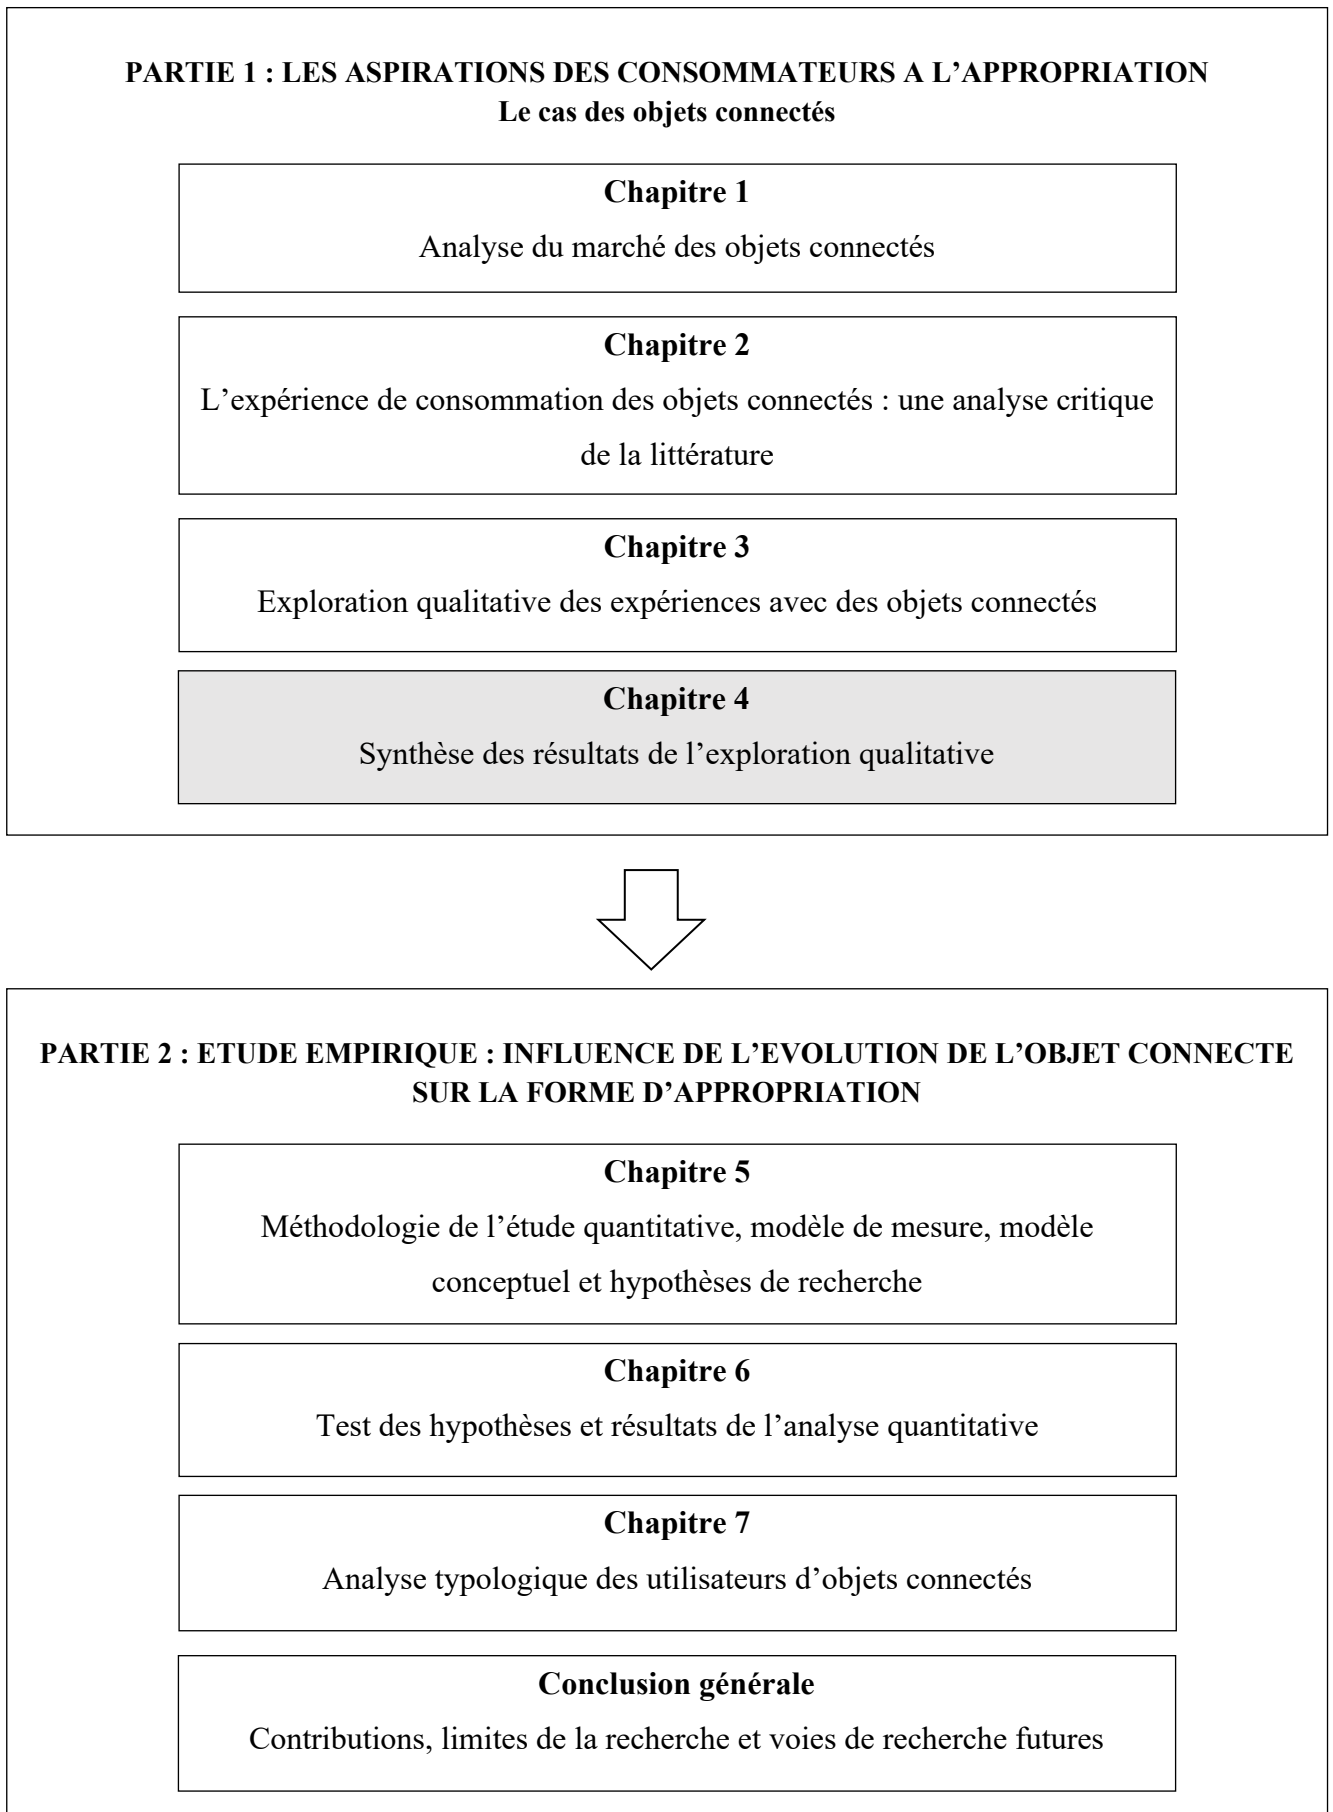 PARTIE 1 : LES ASPIRATIONS DES CONSOMMATEURS A L’APPROPRIATION
Le cas des objets connectés
Chapitre 1
Analyse du marché des objets connectés
Chapitre 2
L’expérience de consommation des objets connectés : une analyse critique
de la littérature
Chapitre 3
Exploration qualitative des expériences avec des objets connectés
Chapitre 4
Synthèse des résultats de l’exploration qualitative
PARTIE 2 : ETUDE EMPIRIQUE : INFLUENCE DE L’EVOLUTION DE L’OBJET CONNECTE
SUR LA FORME D’APPROPRIATION
Chapitre 5
Méthodologie de l’étude quantitative, modèle de mesure, modèle
conceptuel et hypothèses de recherche
Chapitre 6
Test des hypothèses et résultats de l’analyse quantitative
Chapitre 7
Analyse typologique des utilisateurs d’objets connectés
Conclusion générale
Contributions, limites de la recherche et voies de recherche futures